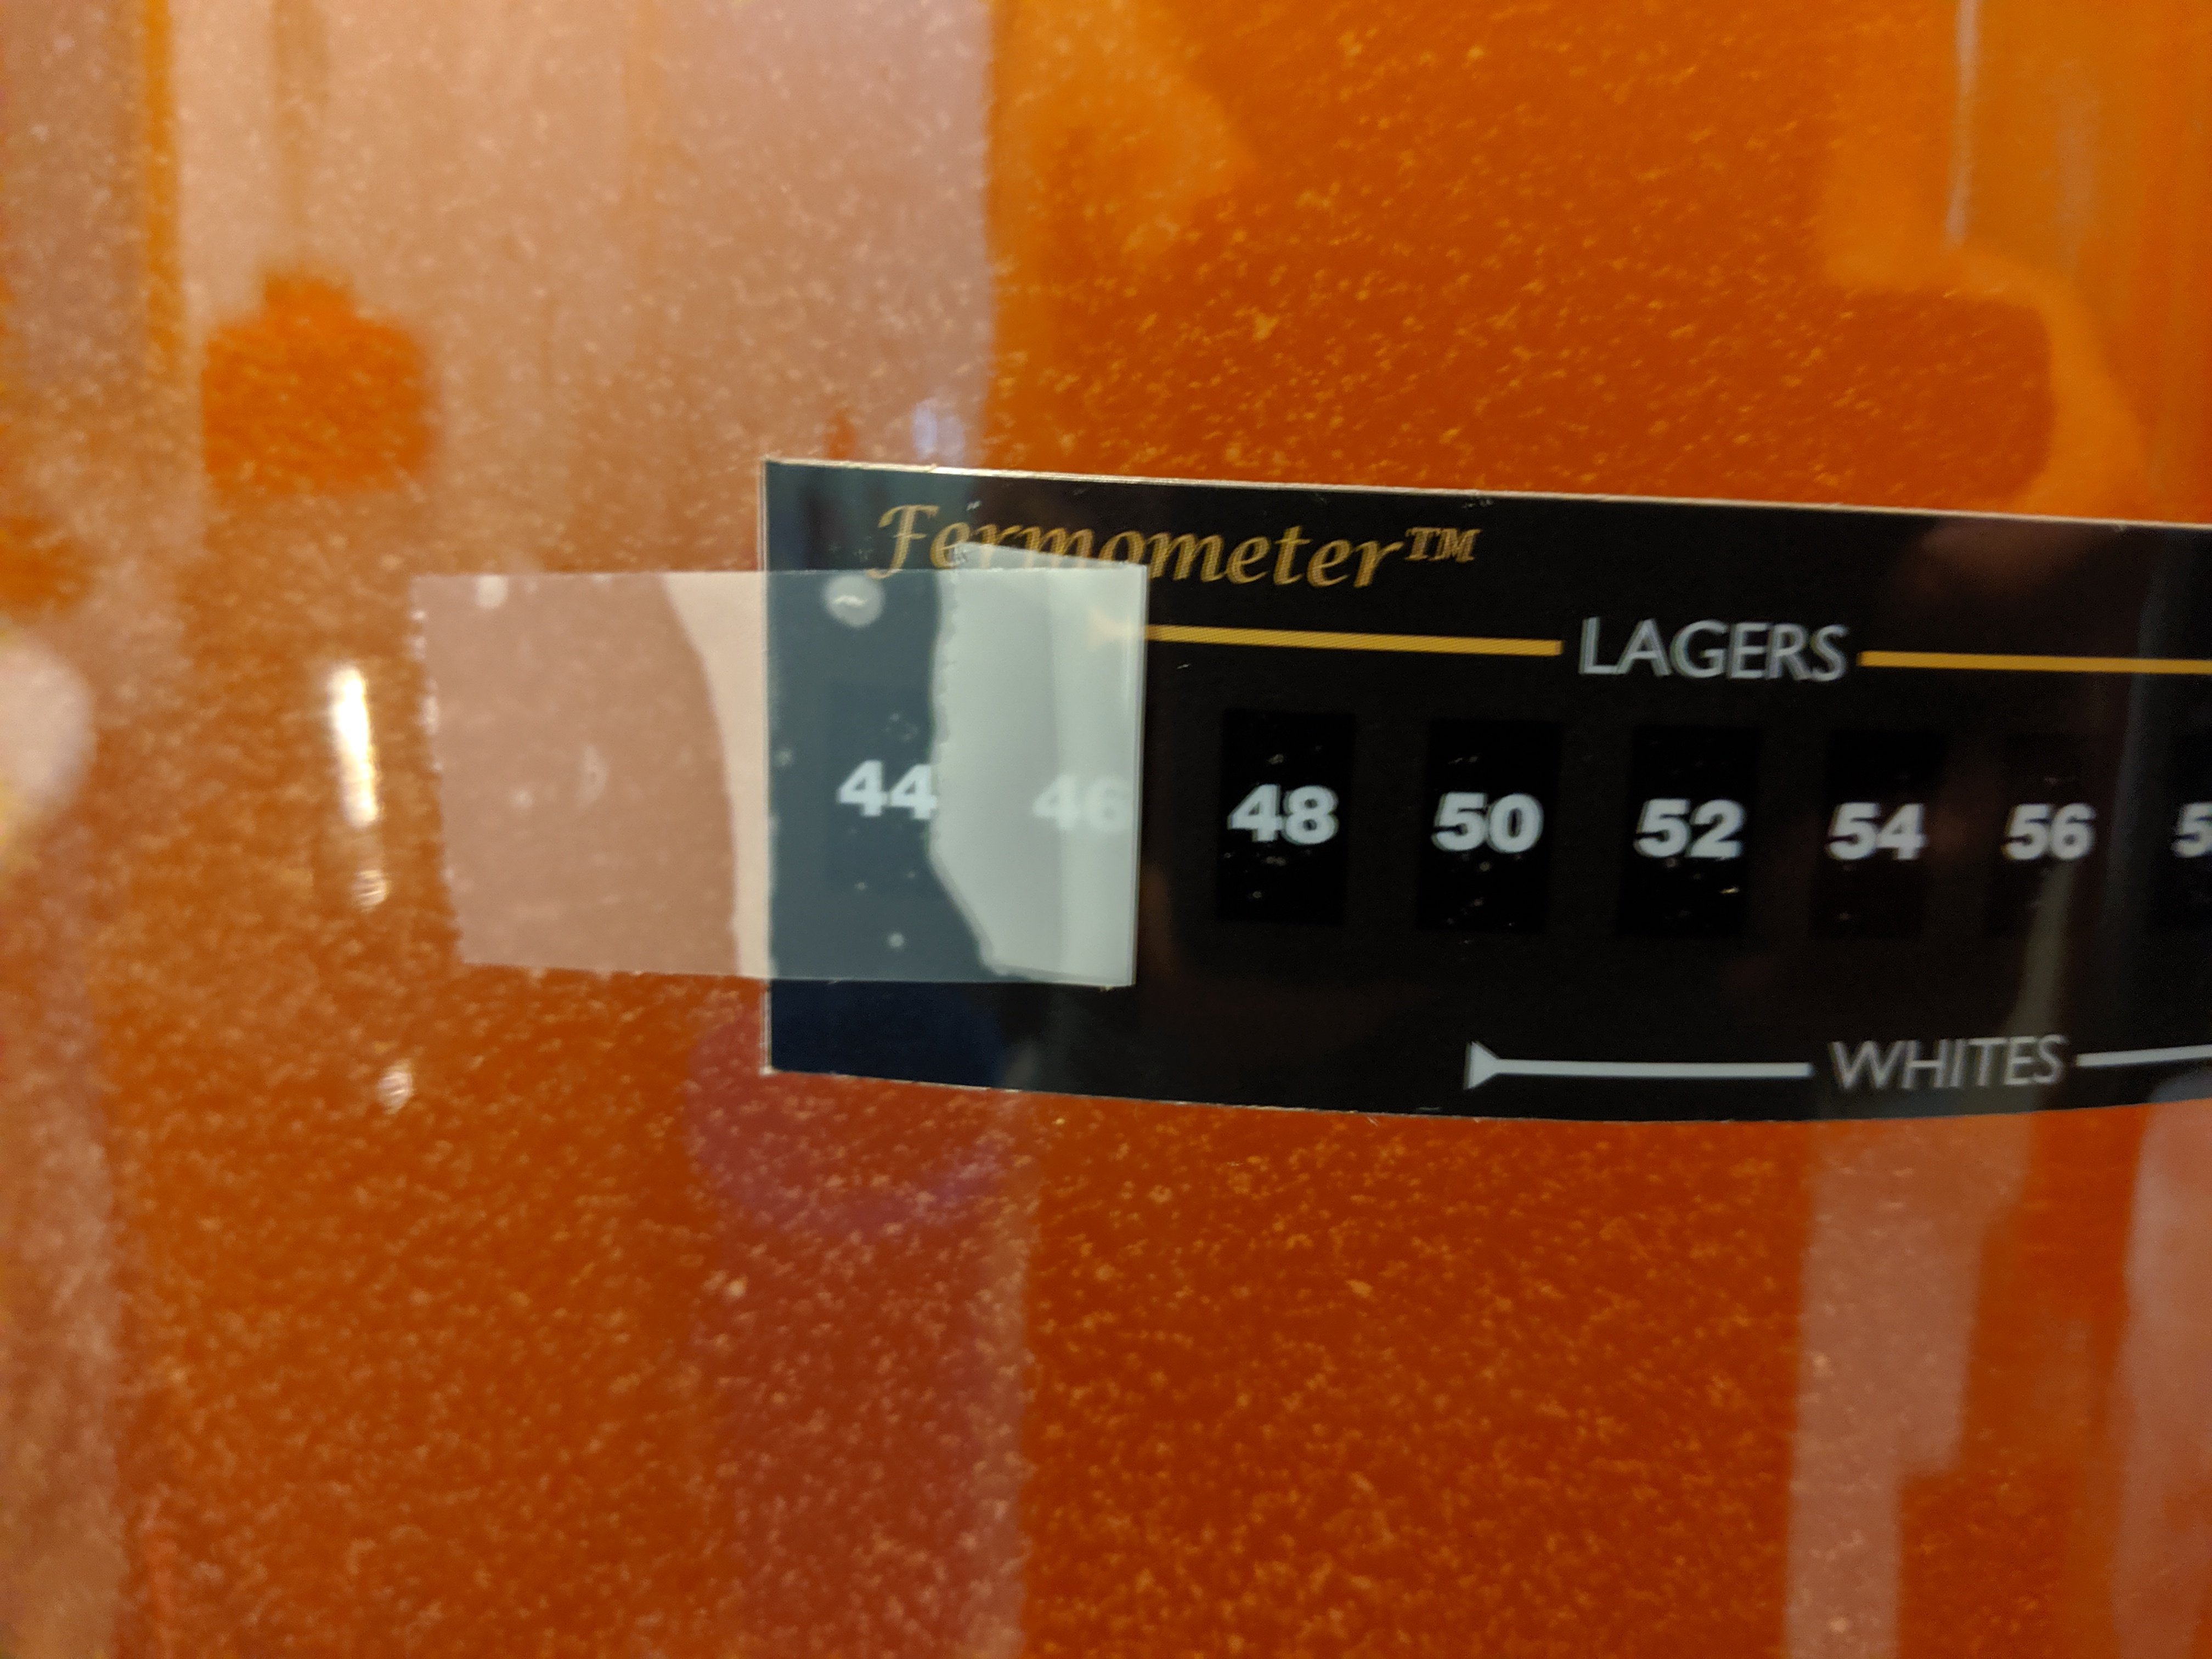 Fermometer™
LAGERS
44 46 48 50 52 54 56
WHITES